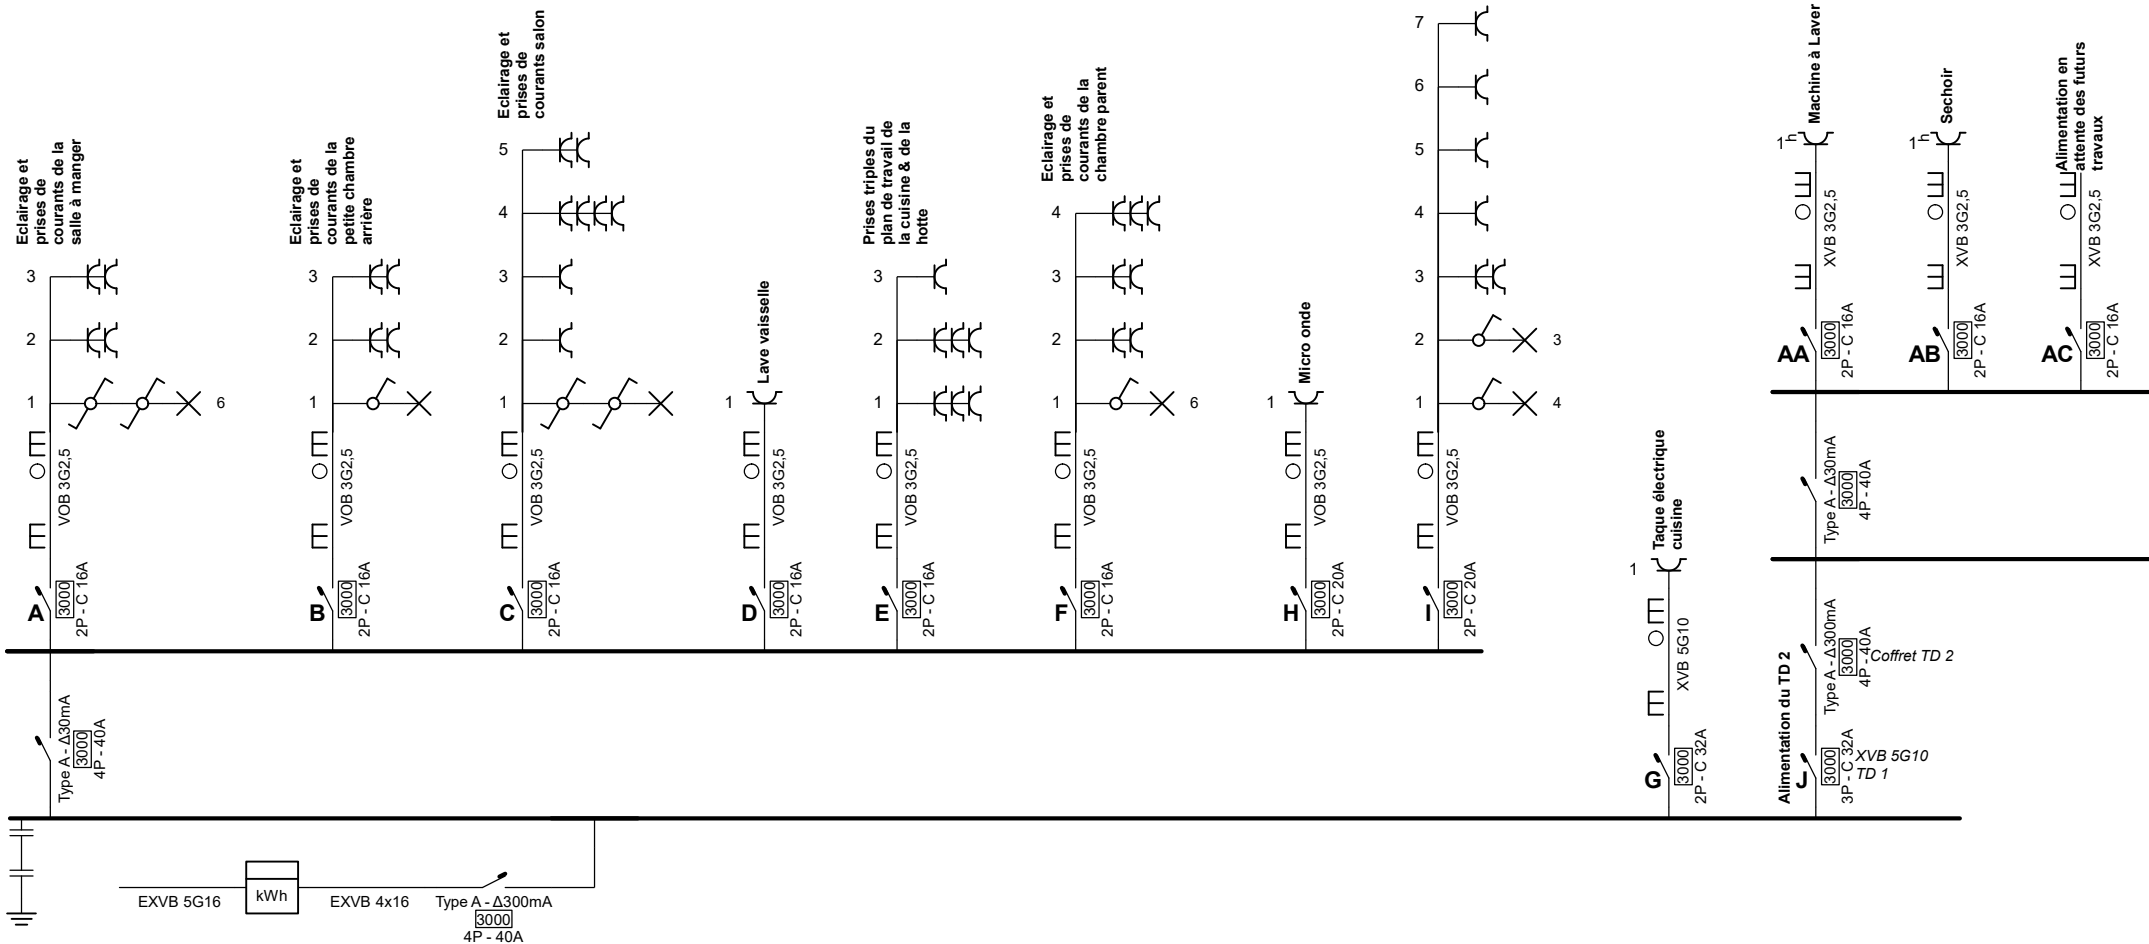 Eclairage et
prises de
courants de la
salle à manger
3
2
1
6
VOB 3G2,5
A
3000
2P - C 16A
Eclairage et
prises de
courants de la
petite chambre
arrière
3
2
1
VOB 3G2,5
B
3000
2P - C 16A
Eclairage et
prises de
courants salon
5
4
3
2
1
VOB 3G2,5
C
3000
2P - C 16A
Lave vaisselle
1
VOB 3G2,5
D
3000
2P - C 16A
Prises triples du
plan de travail de
la cuisine & de la
hotte
3
2
1
VOB 3G2,5
E
3000
2P - C 16A
Eclairage et
prises de
courants de la
chambre parent
4
3
2
1
6
VOB 3G2,5
F
3000
2P - C 16A
Micro onde
1
VOB 3G2,5
H
3000
2P - C 20A
7
6
5
4
3
2
3
1
4
VOB 3G2,5
I
3000
2P - C 20A
Taque électrique
cuisine
1
XVB 5G10
G
3000
2P - C 32A
Machine à Laver
1 h
XVB 3G2,5
AA
3000
2P - C 16A
Sechoir
1 h
XVB 3G2,5
AB
3000
2P - C 16A
Alimentation en
attente des futurs
travaux
XVB 3G2,5
AC
3000
2P - C 16A
Type A - Δ30mA
3000
4P - 40A
Type A - Δ300mA
3000
4P - 40A
Coffret TD 2
Alimentation du TD 2
J
3000
3P - C 32A
XVB 5G10
TD 1
Type A - Δ30mA
3000
4P - 40A
EXVB 5G16
kWh
EXVB 4x16
Type A - Δ300mA
3000
4P - 40A